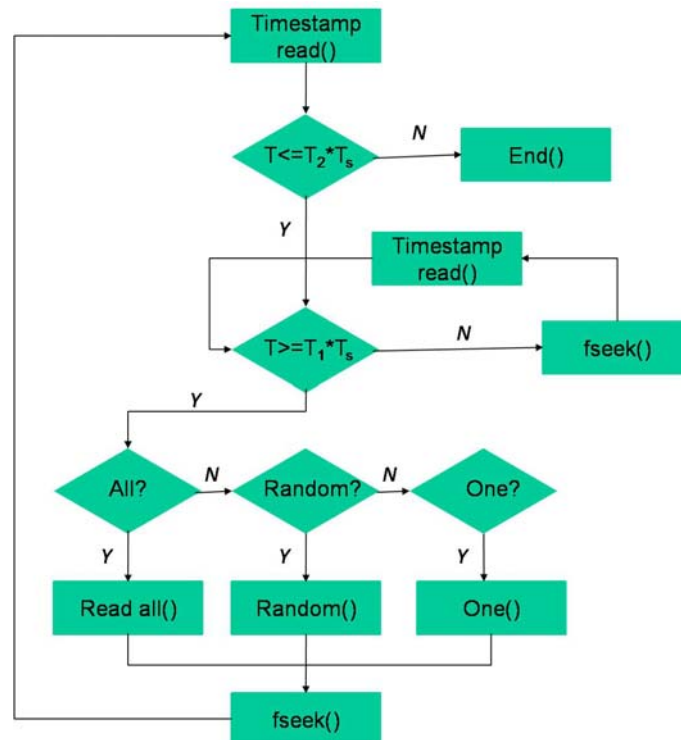 Timestamp
read()
T<=T₂*Tₛ
N
End()
Y
Timestamp
read()
T>=T₁*Tₛ
N
fseek()
Y
All?
N
Random?
N
One?
Y
Y
Y
Read all()
Random()
One()
fseek()